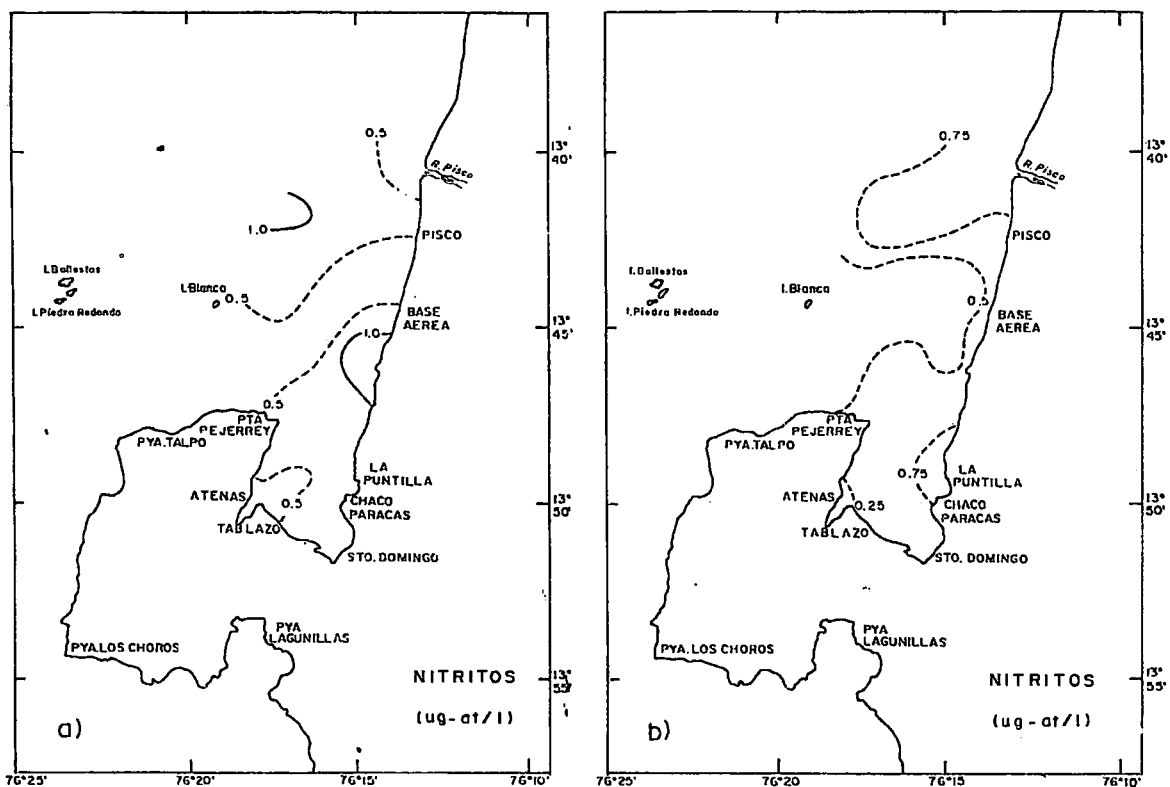 0.5
13°
40'
R. Pisco
1.0
PISCO
I. Ballestas
I. Blanca
I. Piedra Redonda
0.5
BASE
AEREA
13°
45'
1.0
0.5
PTA
PEJERREY
PYA. TALPO
LA
PUNTILLA
ATENAS
0.5
CHACO
PARACAS
13°
50'
TABLAZO
STO. DOMINGO
PYA
LAGUNILLAS
PYA. LOS CHOROS
NITRITOS
13°
55'
(ug-at/l)
a)
76°25'
76°20'
76°15'
76°10'
0.75
13°
40'
R. Pisco
PISCO
I. Ballestas
I. Blanca
I. Piedra Redonda
0.5
BASE
AEREA
13°
45'
PTA
PEJERREY
PYA. TALPO
LA
PUNTILLA
0.75
ATENAS
0.25
CHACO
PARACAS
13°
50'
TABLAZO
STO. DOMINGO
PYA
LAGUNILLAS
PYA. LOS CHOROS
NITRITOS
13°
55'
(ug-at/l)
b)
76°25'
76°20'
76°15'
76°10'